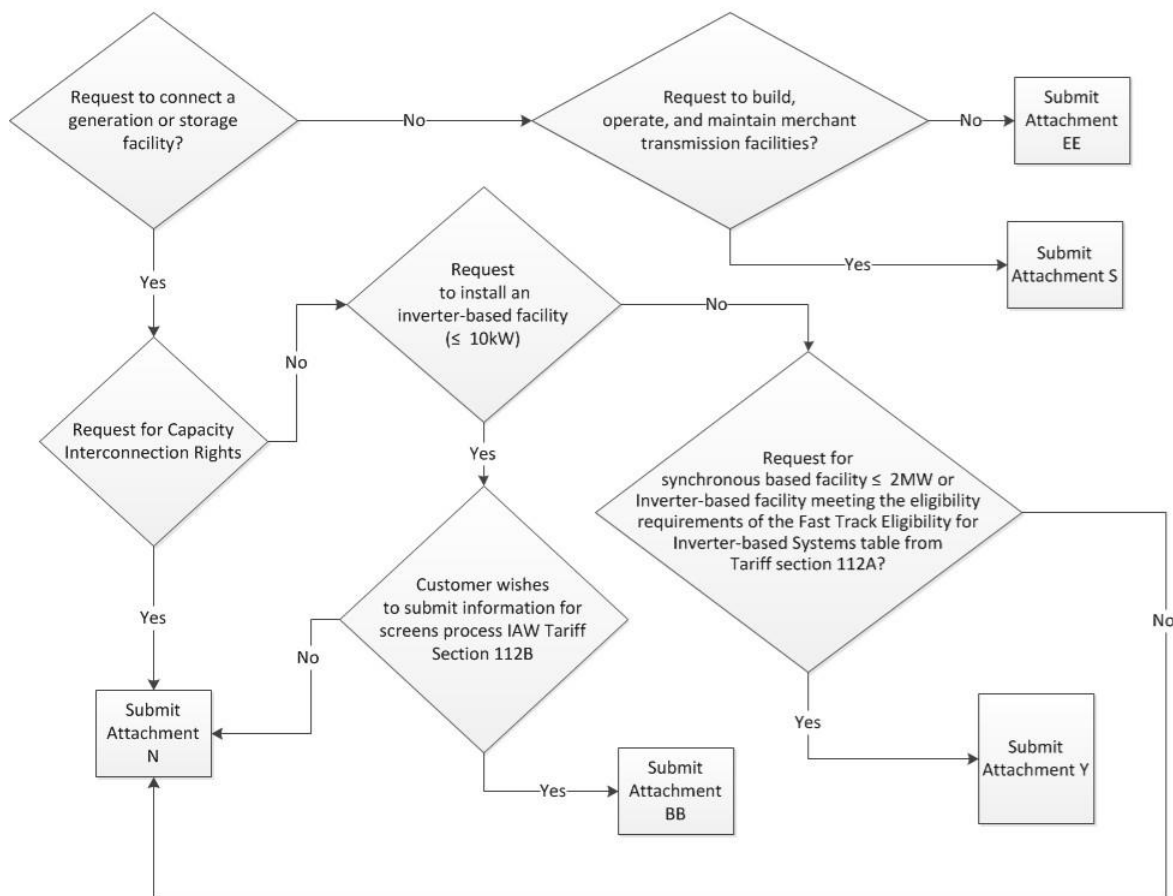 Request to connect a
generation or storage
facility?
No
Request to build,
operate, and maintain merchant
transmission facilities?
No
Submit
Attachment
EE
Yes
Submit
Attachment S
Yes
Request
to install an
inverter-based facility
(≤ 10kW)
No
No
Request for Capacity
Interconnection Rights
Yes
Request for
synchronous based facility ≤ 2MW or
Inverter-based facility meeting the eligibility
requirements of the Fast Track Eligibility for
Inverter-based Systems table from
Tariff section 112A?
No
Customer wishes
to submit information for
screens process IAW Tariff
Section 112B
Yes
No
Submit
Attachment
N
Yes
Submit
Attachment
BB
Yes
Submit
Attachment Y